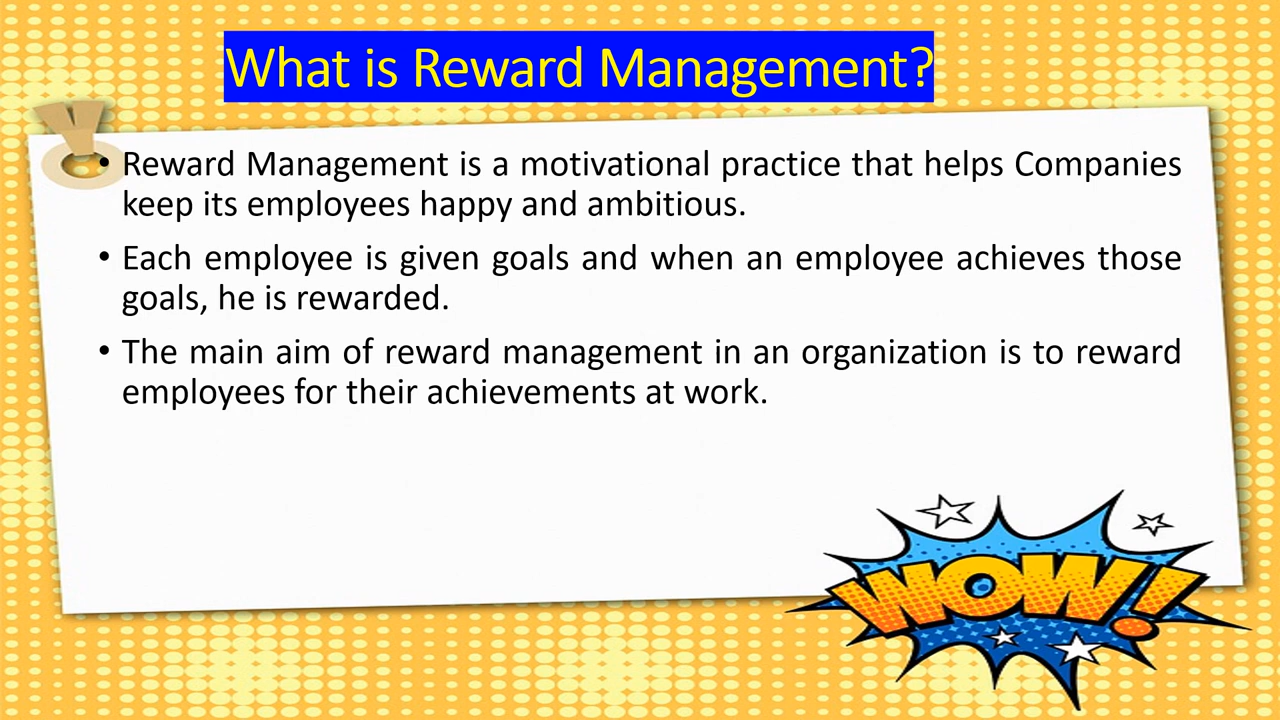 What is Reward Management?
• Reward Management is a motivational practice that helps Companies
keep its employees happy and ambitious.
• Each employee is given goals and when an employee achieves those
goals, he is rewarded.
• The main aim of reward management in an organization is to reward
employees for their achievements at work.
WOW!